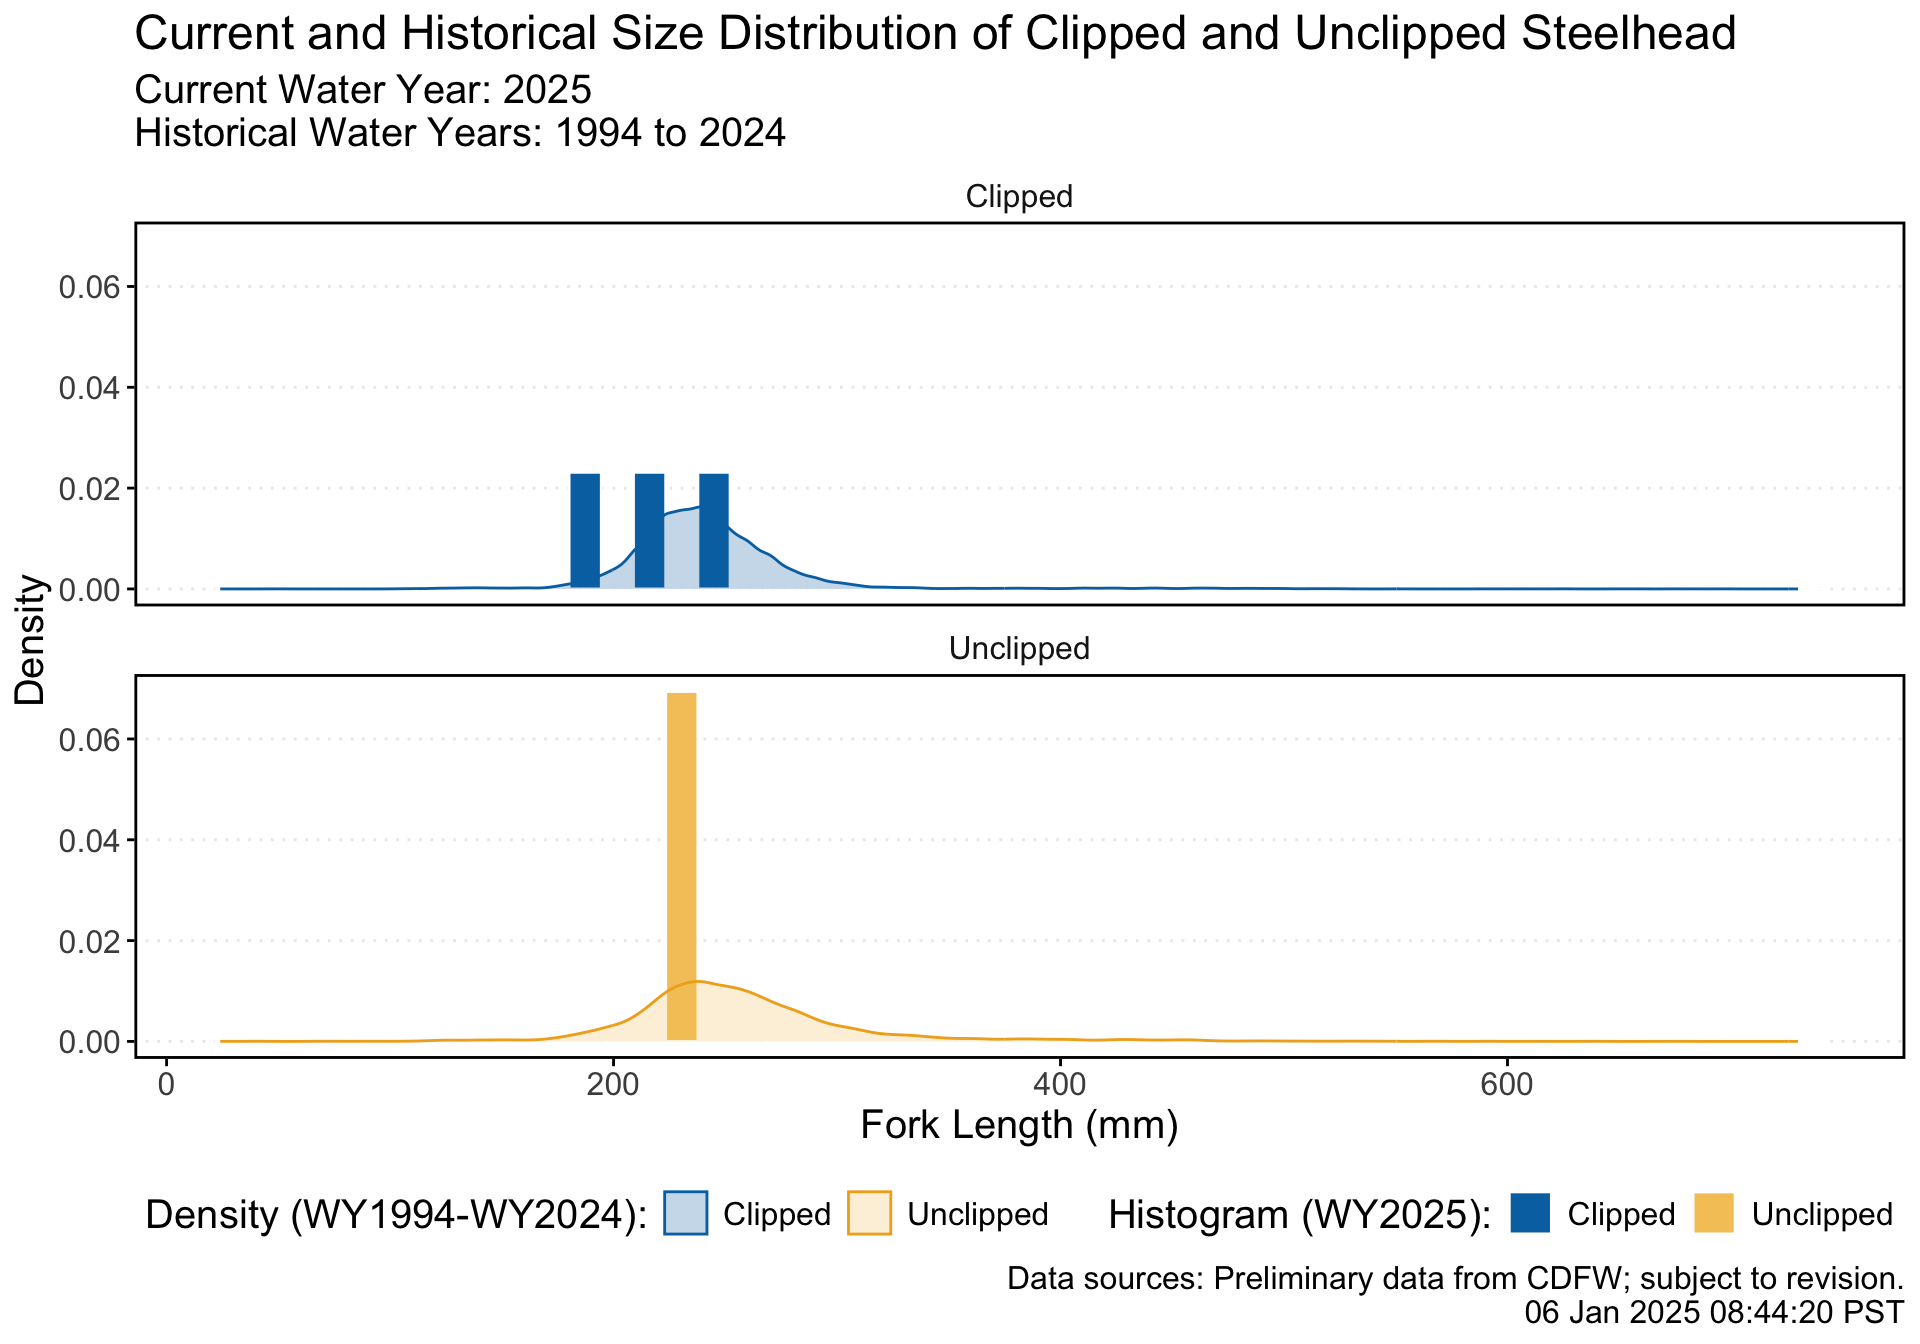 Current and Historical Size Distribution of Clipped and Unclipped Steelhead
Current Water Year: 2025
Historical Water Years: 1994 to 2024
Clipped
0.06
0.04
0.02
0.00
Density
Unclipped
0.06
0.04
0.02
0.00
0 200 400 600
Fork Length (mm)
Density (WY1994-WY2024): Clipped Unclipped Histogram (WY2025): Clipped Unclipped
Data sources: Preliminary data from CDFW; subject to revision.
06 Jan 2025 08:44:20 PST